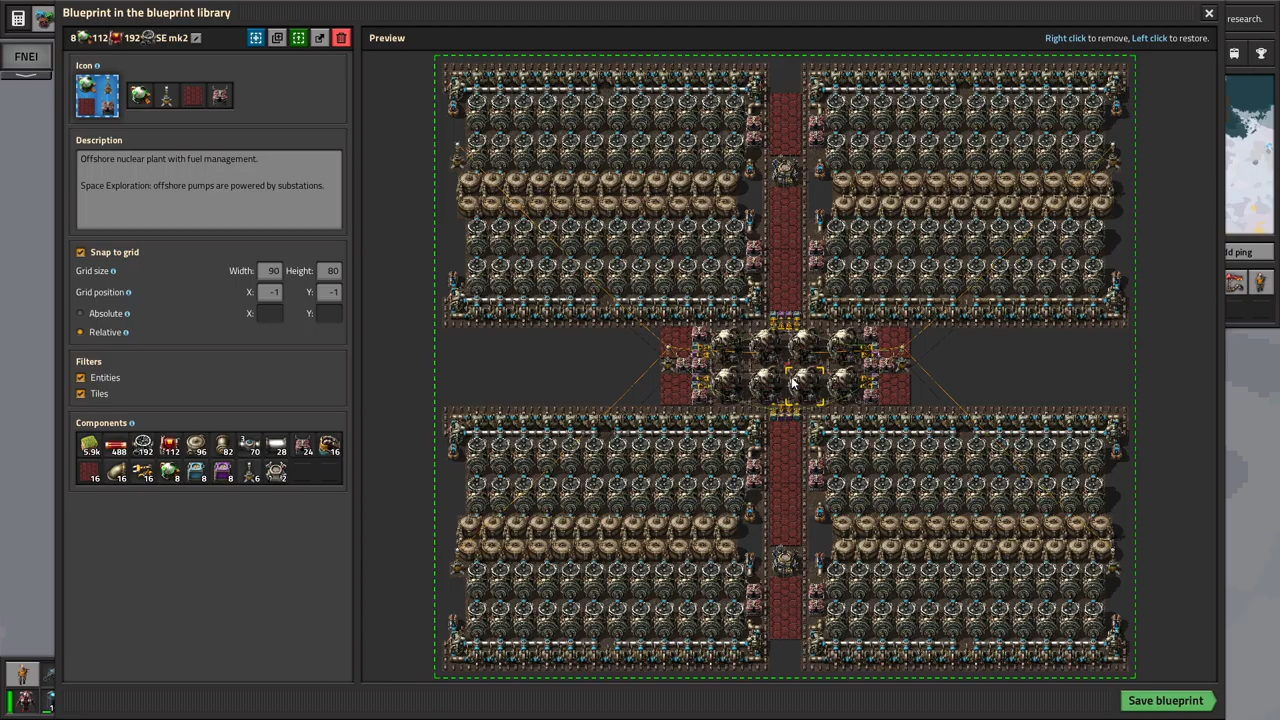 Blueprint in the blueprint library
research.
8 112 192 SE mk2
Preview
Right click to remove, Left click to restore.
FNEI
Icon
Description
Offshore nuclear plant with fuel management.
Space Exploration: offshore pumps are powered by substations.
Snap to grid
Grid size Width: 90 Height: 80
Grid position X: -1 Y: -1
Absolute X: Y:
Relative
Filters
Entities
Tiles
Components
5.9k 488 192 112 96 82 70 28 24 16
16 16 16 8 8 8 6 2
ping
Save blueprint